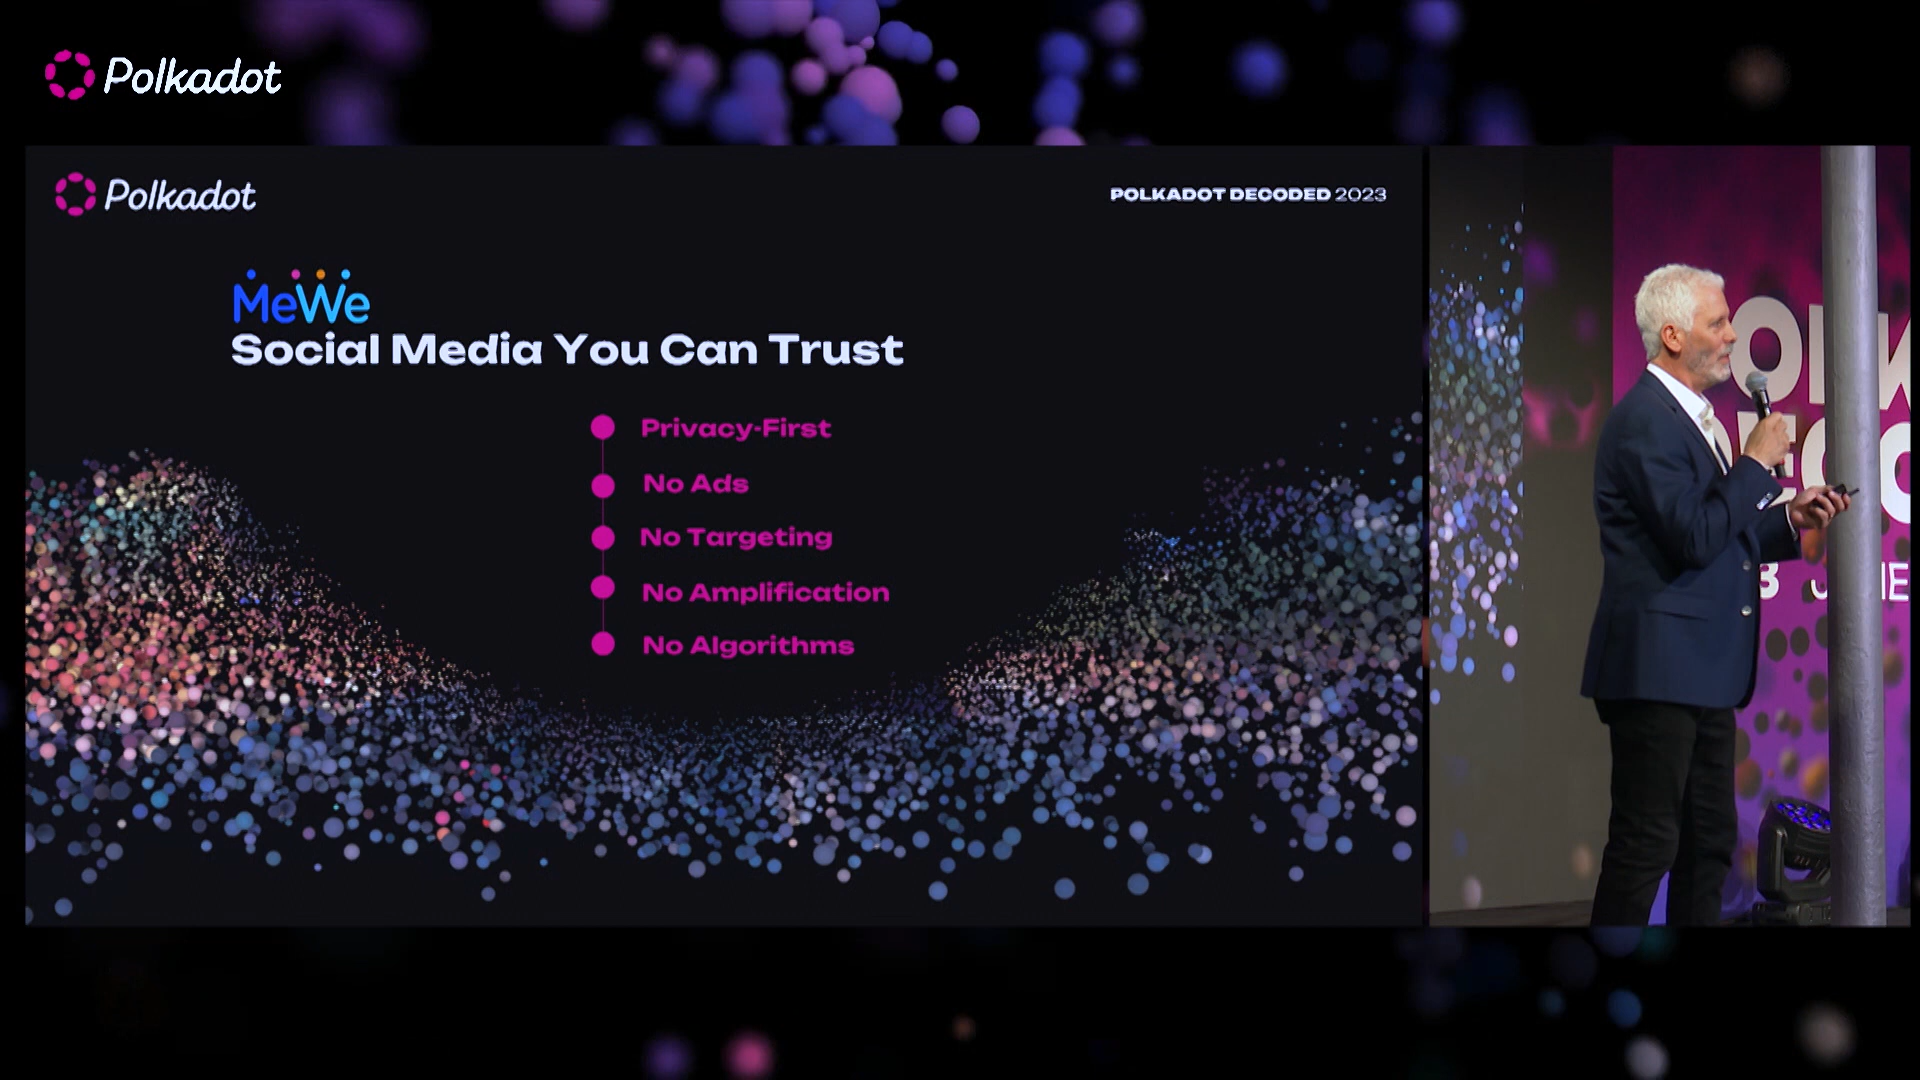 Polkadot
Polkadot
POLKADOT DECODED 2023
MeWe
Social Media You Can Trust
Privacy-First
No Ads
No Targeting
No Amplification
No Algorithms